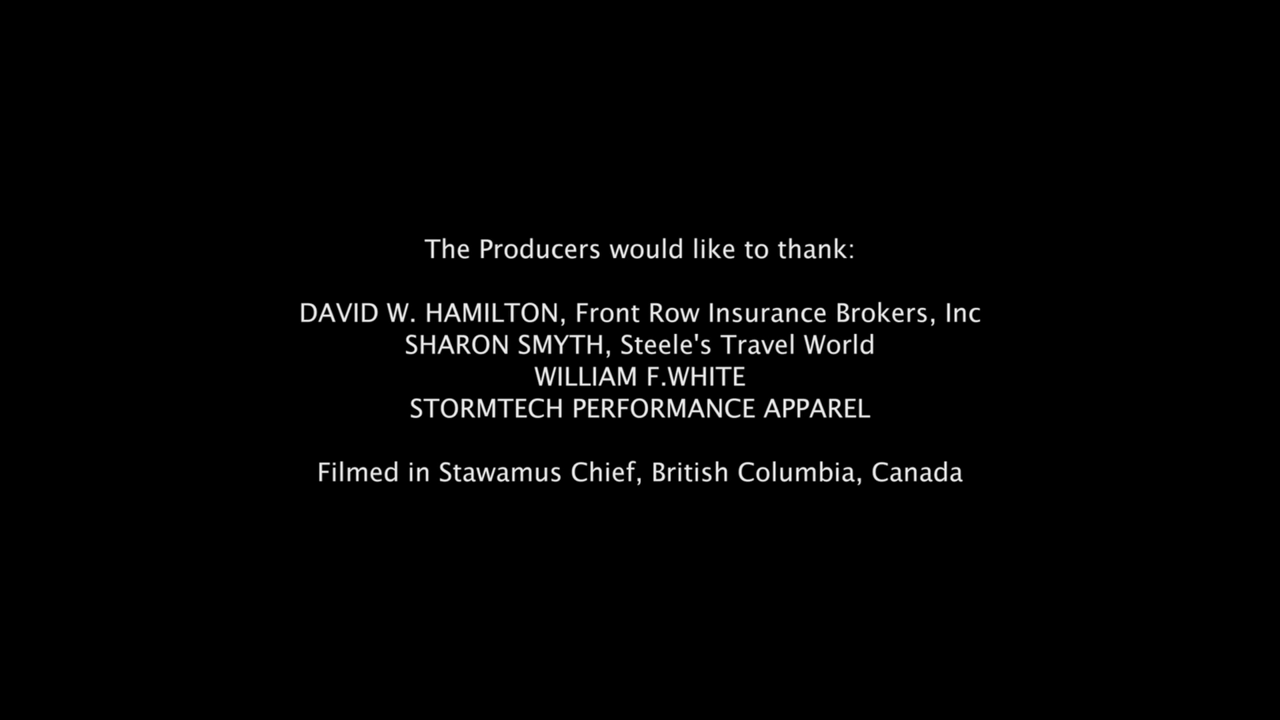 The Producers would like to thank:
DAVID W. HAMILTON, Front Row Insurance Brokers, Inc
SHARON SMYTH, Steele's Travel World
WILLIAM F.WHITE
STORMTECH PERFORMANCE APPAREL
Filmed in Stawamus Chief, British Columbia, Canada